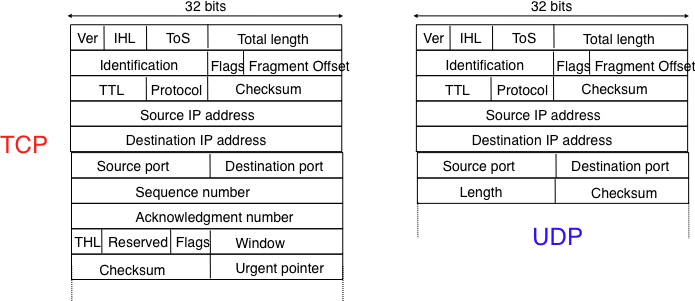 32 bits
Ver IHL ToS Total length
Identification Flags Fragment Offset
TTL Protocol Checksum
Source IP address
Destination IP address
TCP
Source port Destination port
Sequence number
Acknowledgment number
THL Reserved Flags Window
Checksum Urgent pointer
32 bits
Ver IHL ToS Total length
Identification Flags Fragment Offset
TTL Protocol Checksum
Source IP address
Destination IP address
Source port Destination port
Length Checksum
UDP